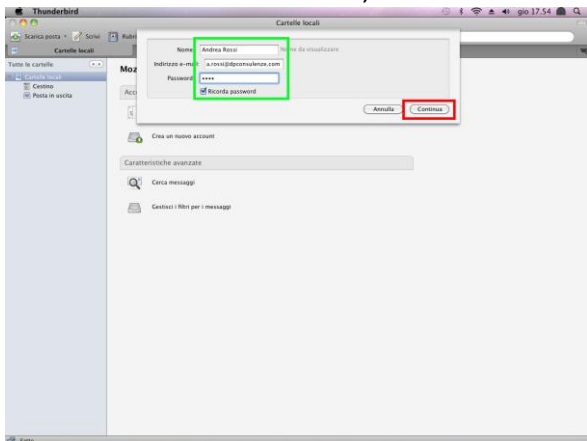 Thunderbird
gio 17.54
Cartelle locali
Scarica posta
Scrivi
Cartelle locali
Tutte le cartelle
Cartelle locali
Cestino
Posta in uscita
Nome
Andrea Rossi
Nome da visualizzare
Indirizzo e-mail
a.rossi@dpconsulenze.com
Password
••••
Ricorda password
Annulla
Continua
Crea un nuovo account
Caratteristiche avanzate
Cerca messaggi
Gestisci i filtri per i messaggi